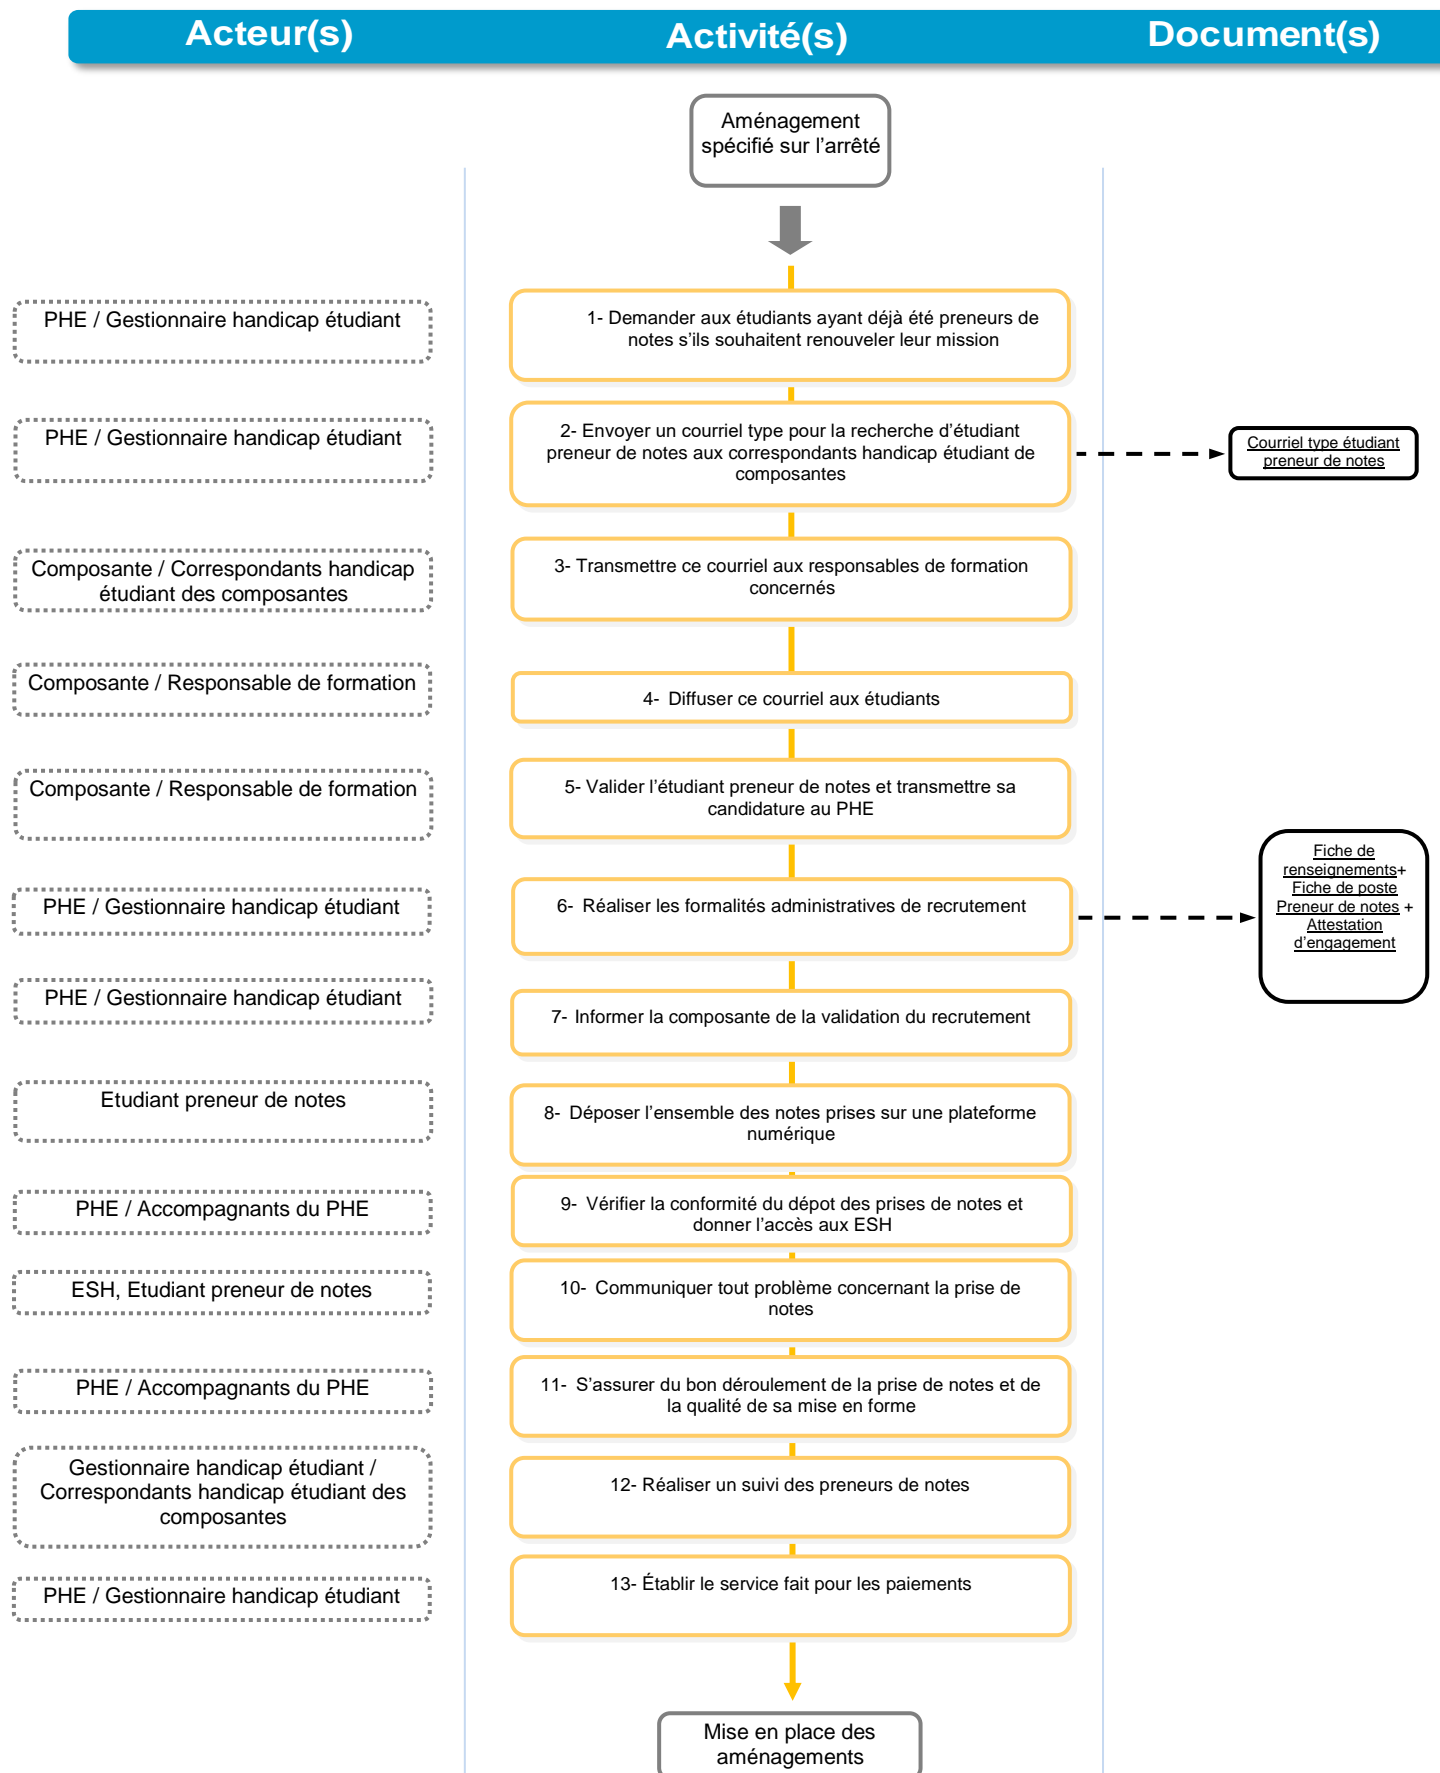 Acteur(s)
Activité(s)
Document(s)
Aménagement
spécifié sur l’arrêté
PHE / Gestionnaire handicap étudiant
1- Demander aux étudiants ayant déjà été preneurs de
notes s’ils souhaitent renouveler leur mission
PHE / Gestionnaire handicap étudiant
2- Envoyer un courriel type pour la recherche d’étudiant
preneur de notes aux correspondants handicap étudiant de
composantes
Courriel type étudiant
preneur de notes
Composante / Correspondants handicap
étudiant des composantes
3- Transmettre ce courriel aux responsables de formation
concernés
Composante / Responsable de formation
4- Diffuser ce courriel aux étudiants
Composante / Responsable de formation
5- Valider l’étudiant preneur de notes et transmettre sa
candidature au PHE
PHE / Gestionnaire handicap étudiant
6- Réaliser les formalités administratives de recrutement
Fiche de
renseignements+
Fiche de poste
Preneur de notes +
Attestation
d’engagement
PHE / Gestionnaire handicap étudiant
7- Informer la composante de la validation du recrutement
Etudiant preneur de notes
8- Déposer l’ensemble des notes prises sur une plateforme
numérique
PHE / Accompagnants du PHE
9- Vérifier la conformité du dépot des prises de notes et
donner l’accès aux ESH
ESH, Etudiant preneur de notes
10- Communiquer tout problème concernant la prise de
notes
PHE / Accompagnants du PHE
11- S’assurer du bon déroulement de la prise de notes et de
la qualité de sa mise en forme
Gestionnaire handicap étudiant /
Correspondants handicap étudiant des
composantes
12- Réaliser un suivi des preneurs de notes
PHE / Gestionnaire handicap étudiant
13- Établir le service fait pour les paiements
Mise en place des
aménagements